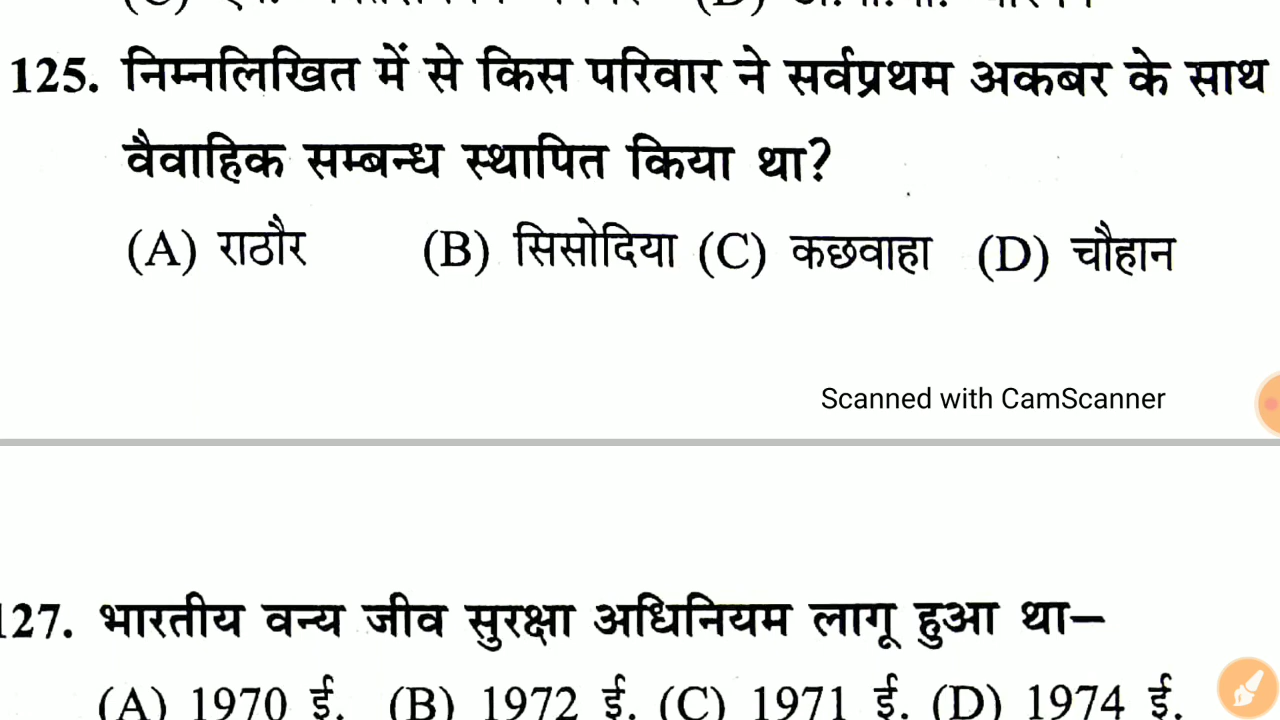 125. निम्नलिखित में से किस परिवार ने सर्वप्रथम अकबर के साथ
वैवाहिक सम्बन्ध स्थापित किया था?
(A) राठौर (B) सिसोदिया (C) कछवाहा (D) चौहान
Scanned with CamScanner
127. भारतीय वन्य जीव सुरक्षा अधिनियम लागू हुआ था—
(A) 1970 ई. (B) 1972 ई. (C) 1971 ई. (D) 1974 ई.